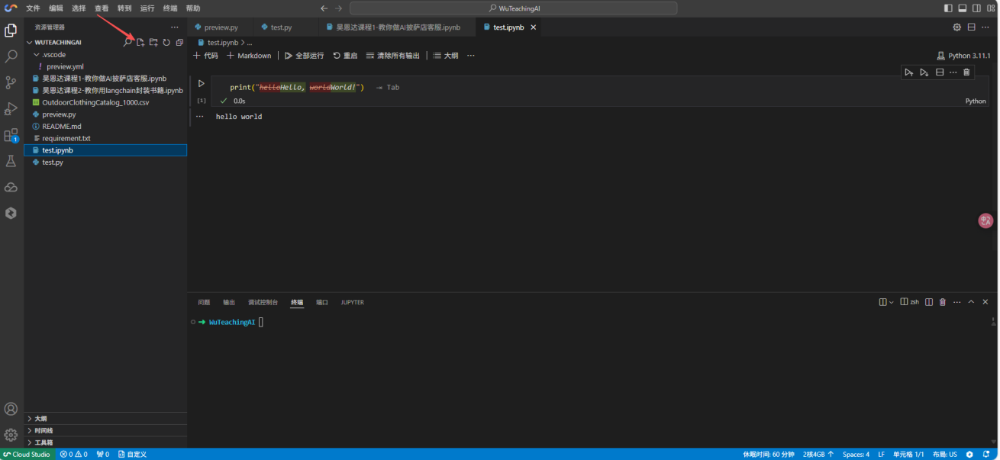 文件 编辑 选择 查看 转到 运行 终端 帮助
WuTeachingAI
资源管理器
WUTEACHINGAI
.vscode
! preview.yml
吴恩达课程1-教你做AI披萨店客服.ipynb
吴恩达课程2-教你用langchain封装书籍.ipynb
OutdoorClothingCatalog_1000.csv
preview.py
README.md
requirement.txt
test.ipynb
test.py
大纲
时间线
工具箱
preview.py test.py 吴恩达课程1-教你做AI披萨店客服.ipynb test.ipynb
test.ipynb > ...
+ 代码 + Markdown 全部运行 重启 清除所有输出 大纲 ...
Python 3.11.1
print("helloHello, worldWorld!") Tab
[1] 0.0s
Python
hello world
问题 输出 调试控制台 终端 端口 JUPYTER
zsh
WuTeachingAI
1
Cloud Studio 0 0 0 自定义
休眠时间: 60 分钟 2核4GB Spaces: 4 LF 单元格 1/1 布局: US